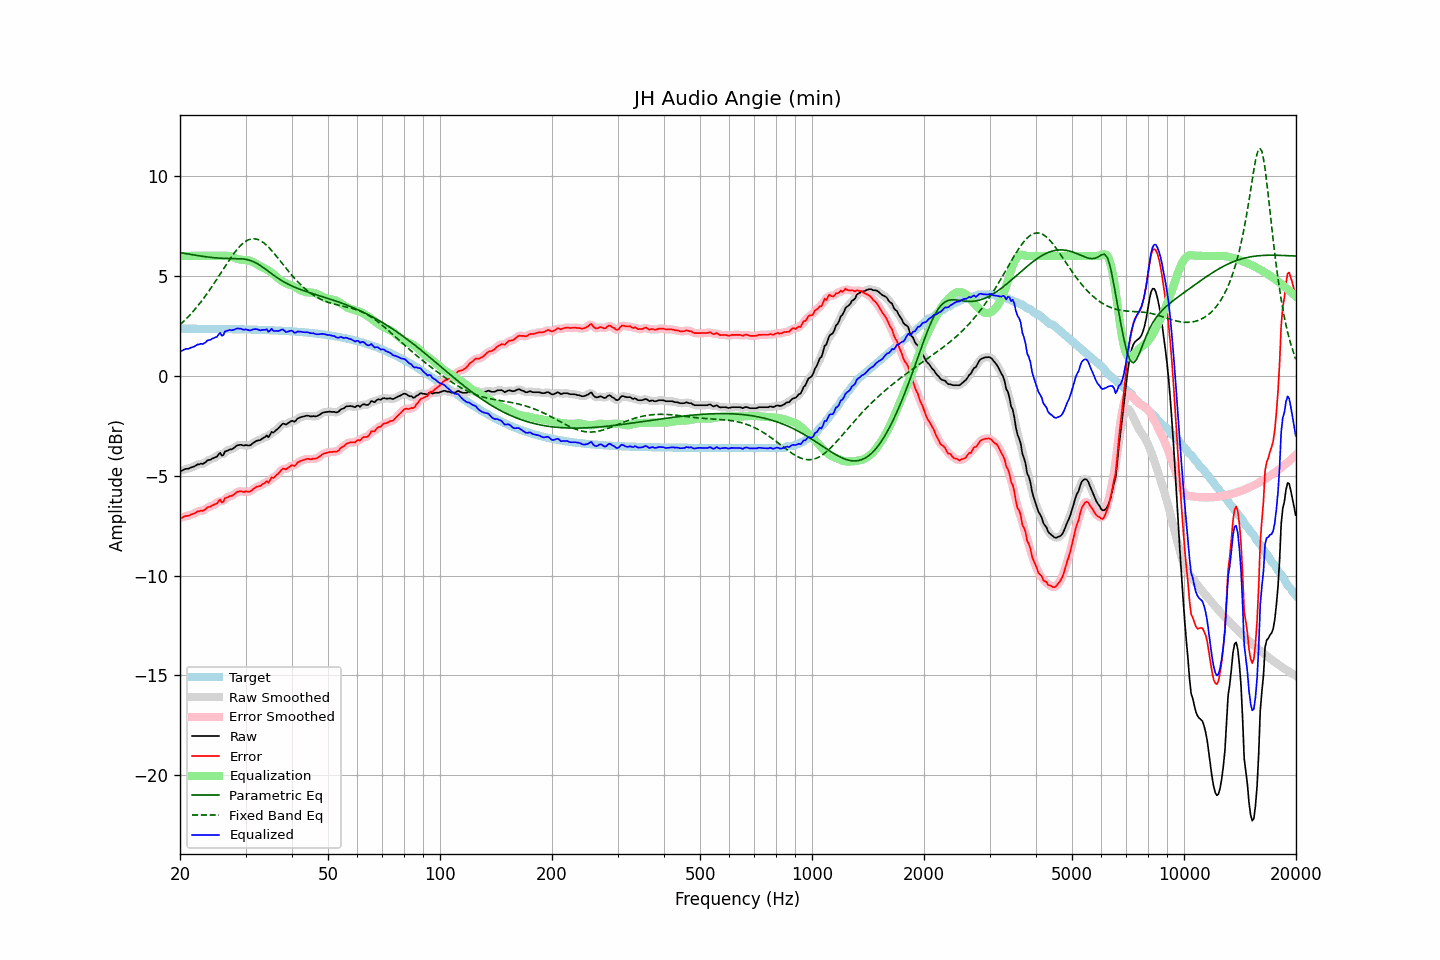 JH Audio Angie (min)
Amplitude (dBr)
10
5
0
−5
−10
−15
−20
Target
Raw Smoothed
Error Smoothed
Raw
Error
Equalization
Parametric Eq
Fixed Band Eq
Equalized
20 50 100 200 500 1000 2000 5000 10000 20000
Frequency (Hz)